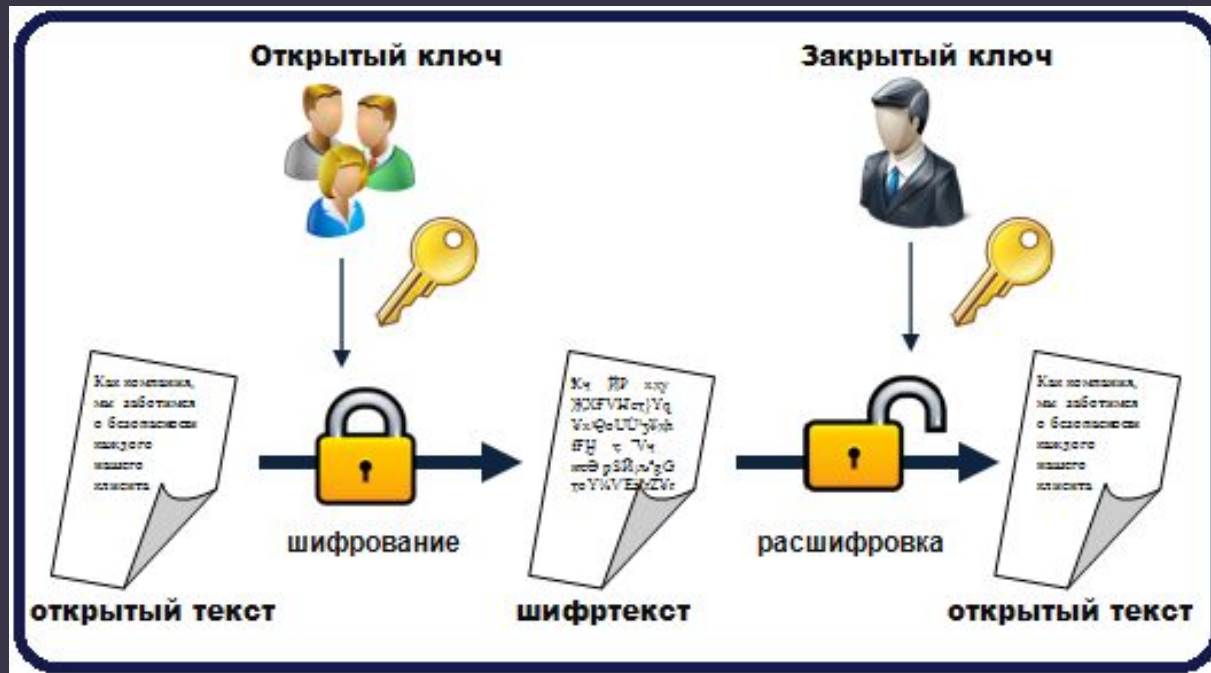 Открытый ключ
Закрытый ключ
Как компания,
мы заботимся
о безопасности
каждого
нашего
клиента
Как компания,
мы заботимся
о безопасности
каждого
нашего
клиента
шифрование
расшифровка
открытый текст
шифртекст
открытый текст